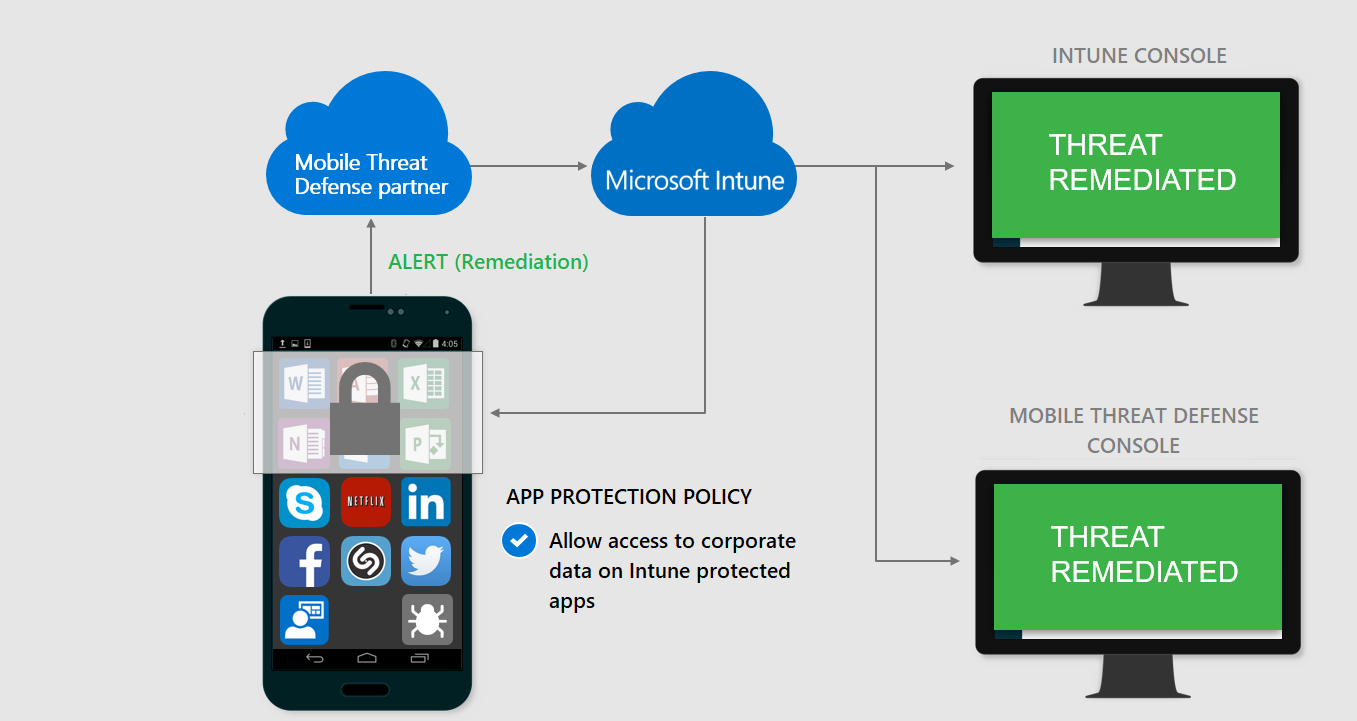 INTUNE CONSOLE
THREAT
REMEDIATED
Mobile Threat
Defense partner
Microsoft Intune
ALERT (Remediation)
4:05
W
A
X
N
P
S
NETFLIX
in
f
MOBILE THREAT DEFENSE
CONSOLE
THREAT
REMEDIATED
APP PROTECTION POLICY
Allow access to corporate
data on Intune protected
apps